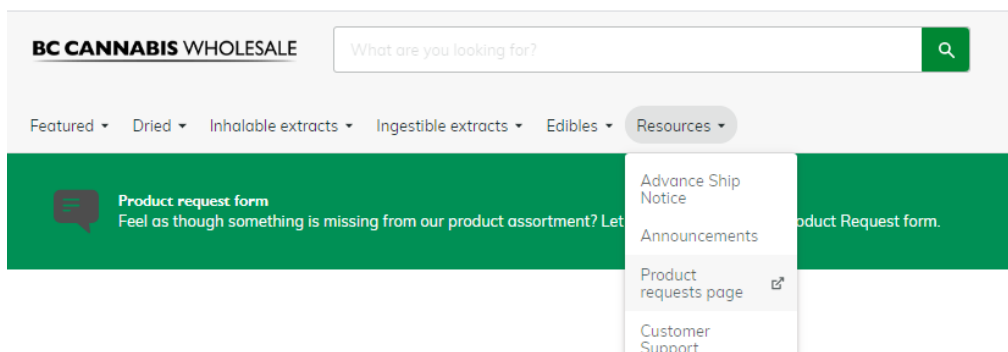 BC CANNABIS WHOLESALE
What are you looking for?
Featured
Dried
Inhalable extracts
Ingestible extracts
Edibles
Resources
Product request form
Feel as though something is missing from our product assortment? Let
oduct Request form.
Advance Ship
Notice
Announcements
Product
requests page
Customer
Support